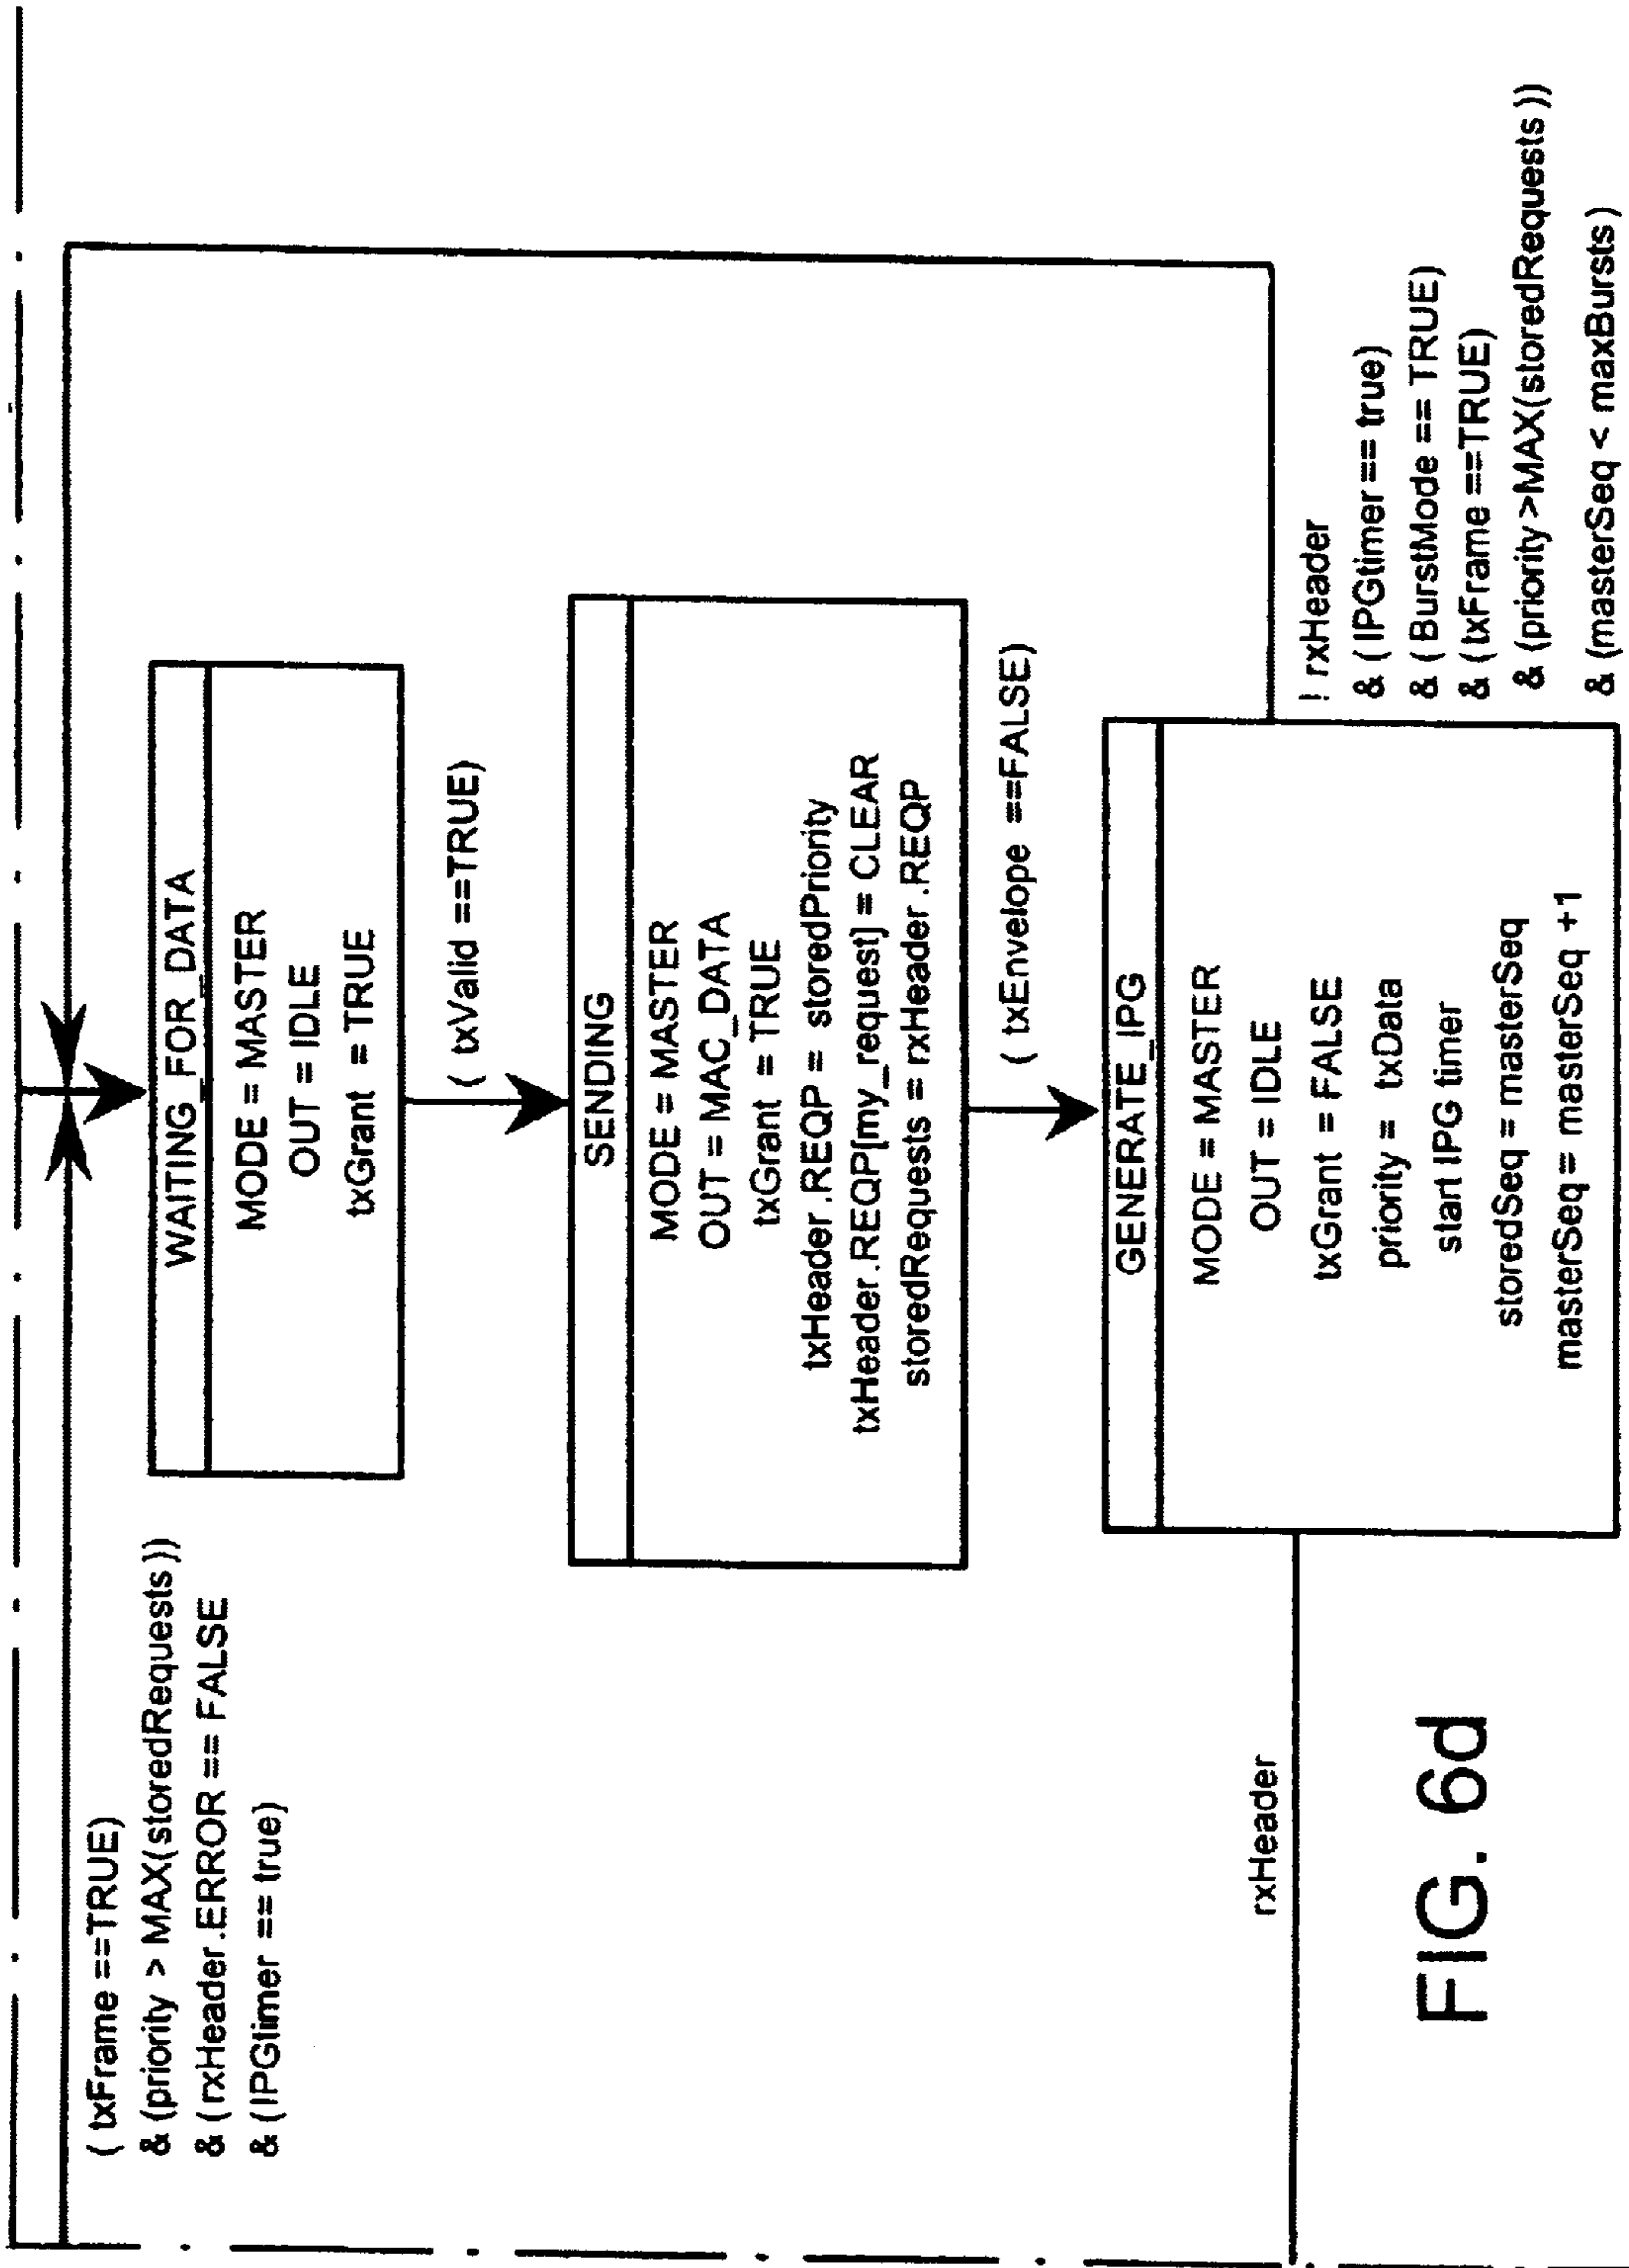 ( txFrame ==TRUE)
& (priority > MAX(storedRequests ))
& ( rxHeader.ERROR == FALSE
& ( IPGtimer == true)
WAITING_FOR_DATA
MODE = MASTER
OUT = IDLE
txGrant = TRUE
( txValid ==TRUE)
SENDING
MODE = MASTER
OUT = MAC_DATA
txGrant = TRUE
txHeader.REQP = storedPriority
txHeader.REQP[my_request] = CLEAR
storedRequests = rxHeader.REQP
( txEnvelope ==FALSE)
GENERATE_IPG
MODE = MASTER
OUT = IDLE
txGrant = FALSE
priority = txData
start IPG timer
storedSeq = masterSeq
masterSeq = masterSeq +1
rxHeader
! rxHeader
& ( IPGtimer == true)
& ( BurstMode == TRUE)
& ( txFrame ==TRUE)
& (priority >MAX(storedRequests ))
& (masterSeq < maxBursts )
FIG. 6d